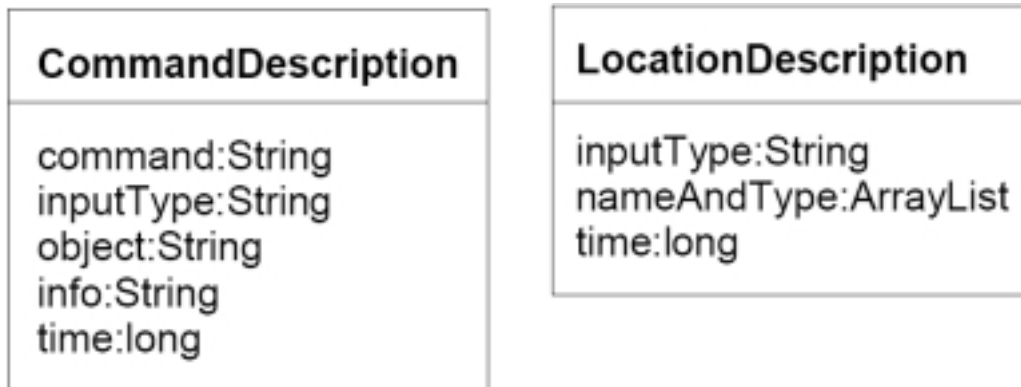 CommandDescription
command:String
inputType:String
object:String
info:String
time:long
LocationDescription
inputType:String
nameAndType:ArrayList
time:long